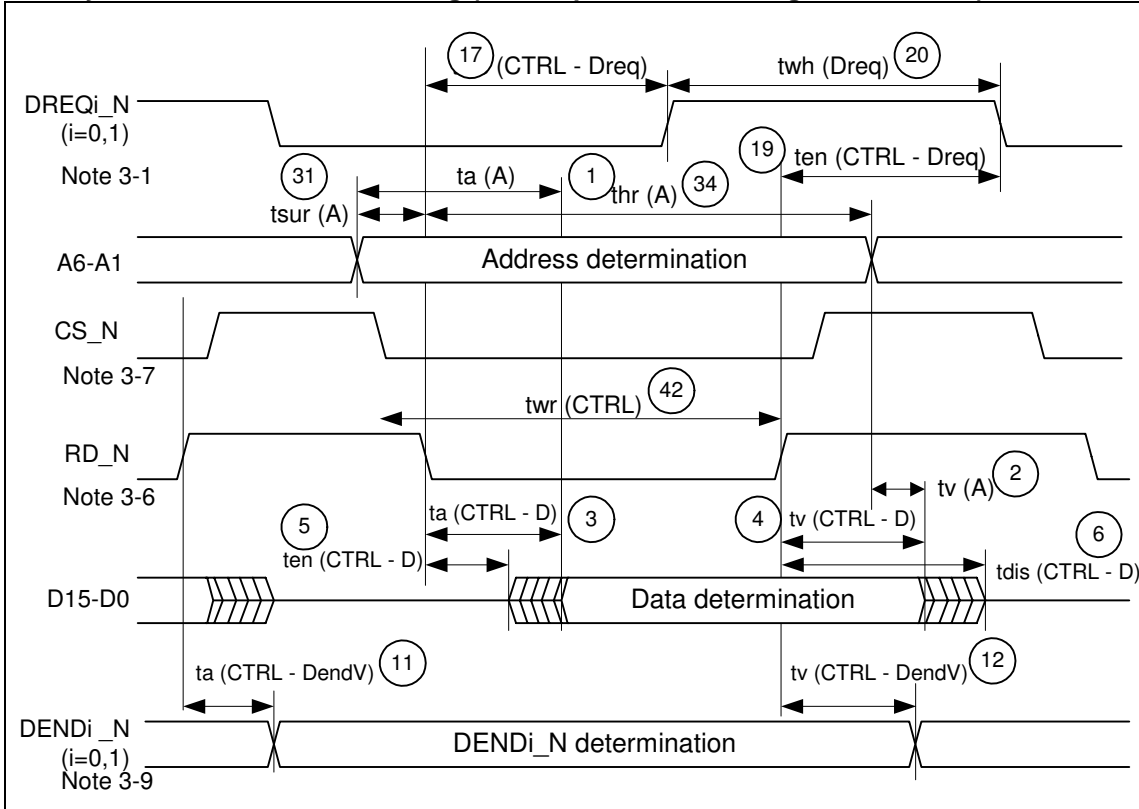 17 (CTRL - Dreq)
twh (Dreq) 20
DREQi_N
(i=0,1)
Note 3-1
19 ten (CTRL - Dreq)
31 ta (A) 1
tsur (A) thr (A) 34
A6-A1 Address determination
CS_N
Note 3-7
twr (CTRL) 42
RD_N
Note 3-6
tv (A) 2
5 ta (CTRL - D) 3
4 tv (CTRL - D) 6
ten (CTRL - D) tdis (CTRL - D)
D15-D0 Data determination
ta (CTRL - DendV) 11
tv (CTRL - DendV) 12
DENDi _N
(i=0,1) DENDi_N determination
Note 3-9